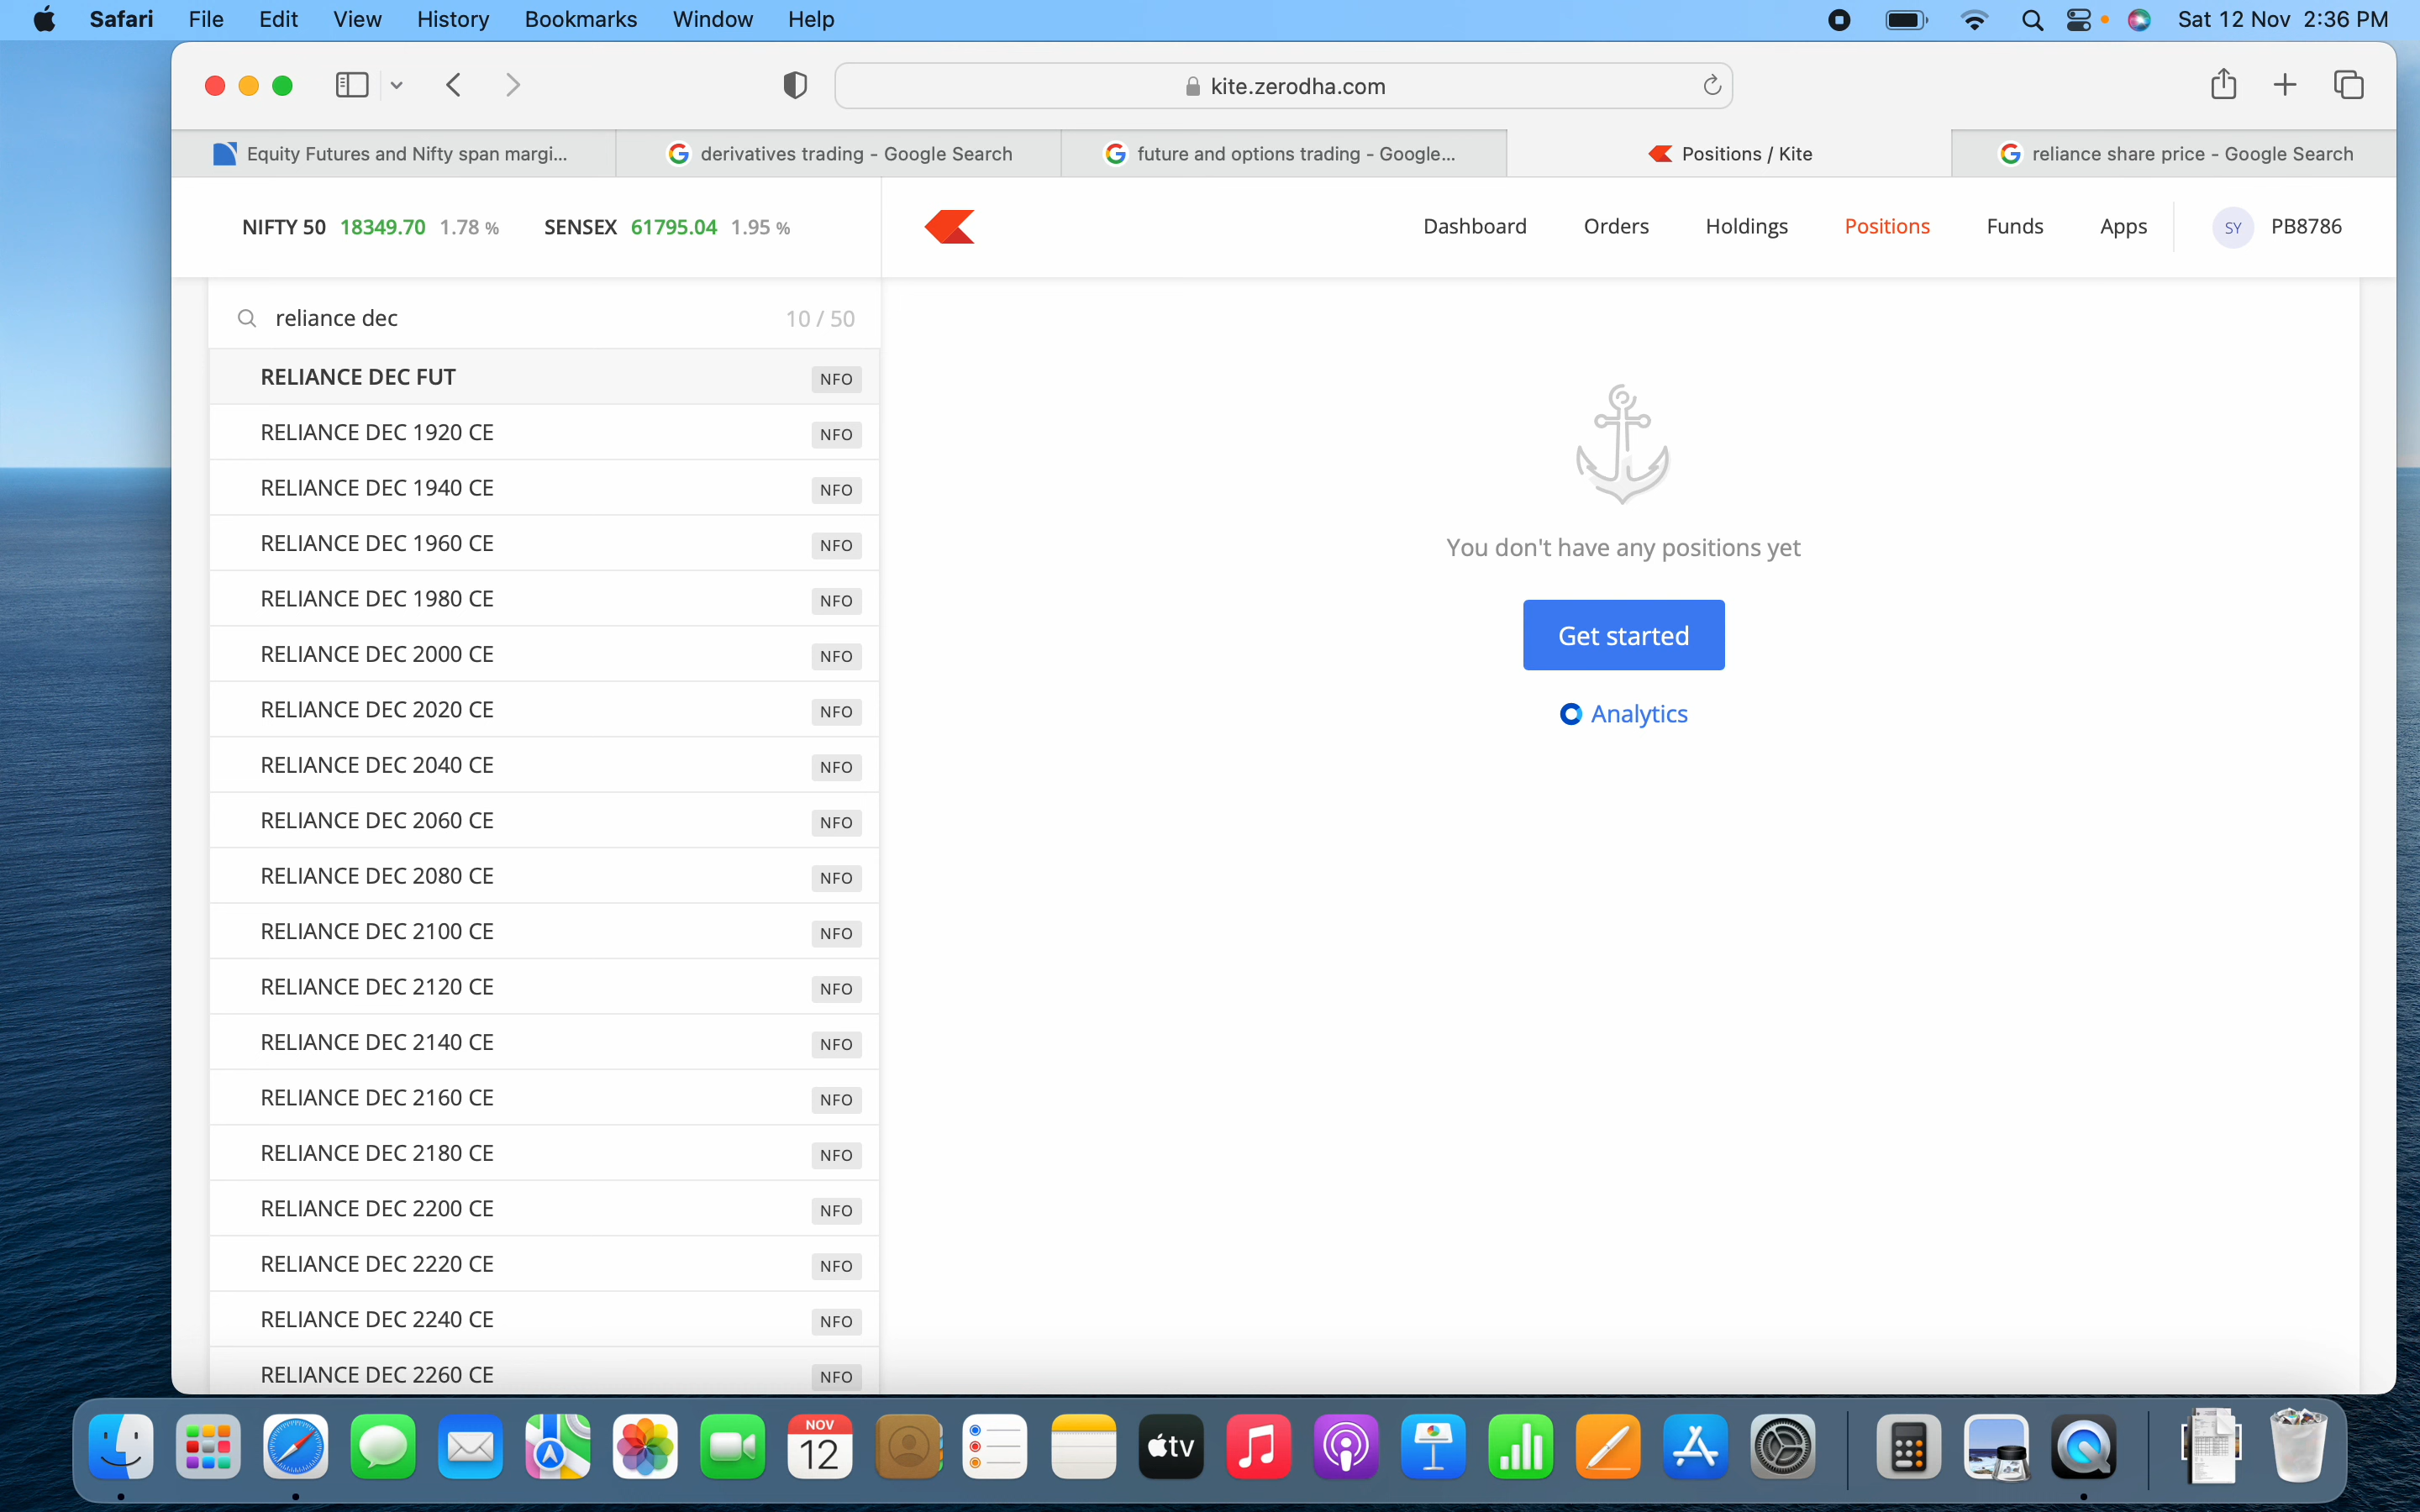 Safari File Edit View History Bookmarks Window Help Sat 12 Nov 2:36 PM
kite.zerodha.com
Equity Futures and Nifty span margi... derivatives trading - Google Search future and options trading - Google... Positions / Kite reliance share price - Google Search
NIFTY 50 18349.70 1.78 % SENSEX 61795.04 1.95 % Dashboard Orders Holdings Positions Funds Apps SY PB8786
reliance dec 10 / 50
RELIANCE DEC FUT NFO
RELIANCE DEC 1920 CE NFO
RELIANCE DEC 1940 CE NFO
RELIANCE DEC 1960 CE NFO
RELIANCE DEC 1980 CE NFO
RELIANCE DEC 2000 CE NFO
RELIANCE DEC 2020 CE NFO
RELIANCE DEC 2040 CE NFO
RELIANCE DEC 2060 CE NFO
RELIANCE DEC 2080 CE NFO
RELIANCE DEC 2100 CE NFO
RELIANCE DEC 2120 CE NFO
RELIANCE DEC 2140 CE NFO
RELIANCE DEC 2160 CE NFO
RELIANCE DEC 2180 CE NFO
RELIANCE DEC 2200 CE NFO
RELIANCE DEC 2220 CE NFO
RELIANCE DEC 2240 CE NFO
RELIANCE DEC 2260 CE NFO
You don't have any positions yet
Get started
Analytics
NOV
12
tv